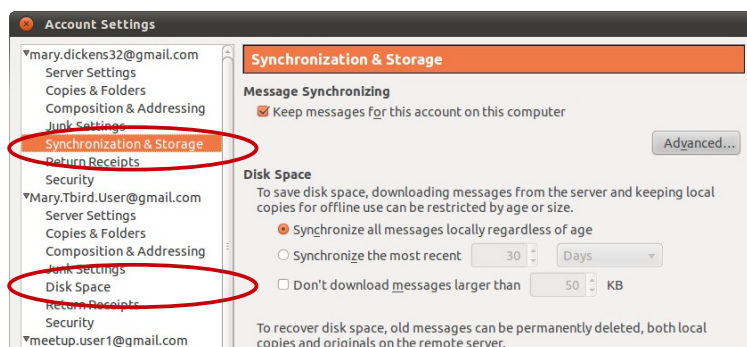 Account Settings
▾mary.dickens32@gmail.com
Server Settings
Copies & Folders
Composition & Addressing
Junk Settings
Synchronization & Storage
Return Receipts
Security
▾Mary.Tbird.User@gmail.com
Server Settings
Copies & Folders
Composition & Addressing
Junk Settings
Disk Space
Return Receipts
Security
▾meetup.user1@gmail.com
Synchronization & Storage
Message Synchronizing
Keep messages for this account on this computer
Advanced...
Disk Space
To save disk space, downloading messages from the server and keeping local
copies for offline use can be restricted by age or size.
Synchronize all messages locally regardless of age
Synchronize the most recent 30 Days
Don't download messages larger than 50 KB
To recover disk space, old messages can be permanently deleted, both local
copies and originals on the remote server.